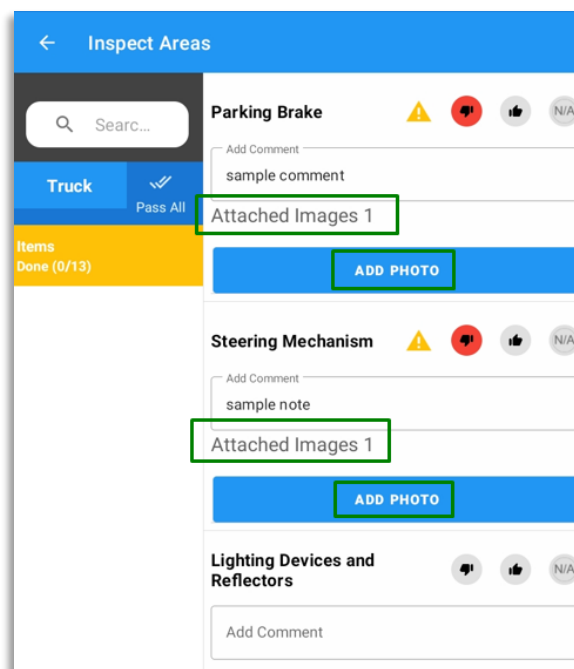 Inspect Areas
Searc...
Truck
Pass All
Items
Done (0/13)
Parking Brake
N/A
Add Comment
sample comment
Attached Images 1
ADD PHOTO
Steering Mechanism
N/A
Add Comment
sample note
Attached Images 1
ADD PHOTO
Lighting Devices and
Reflectors
N/A
Add Comment